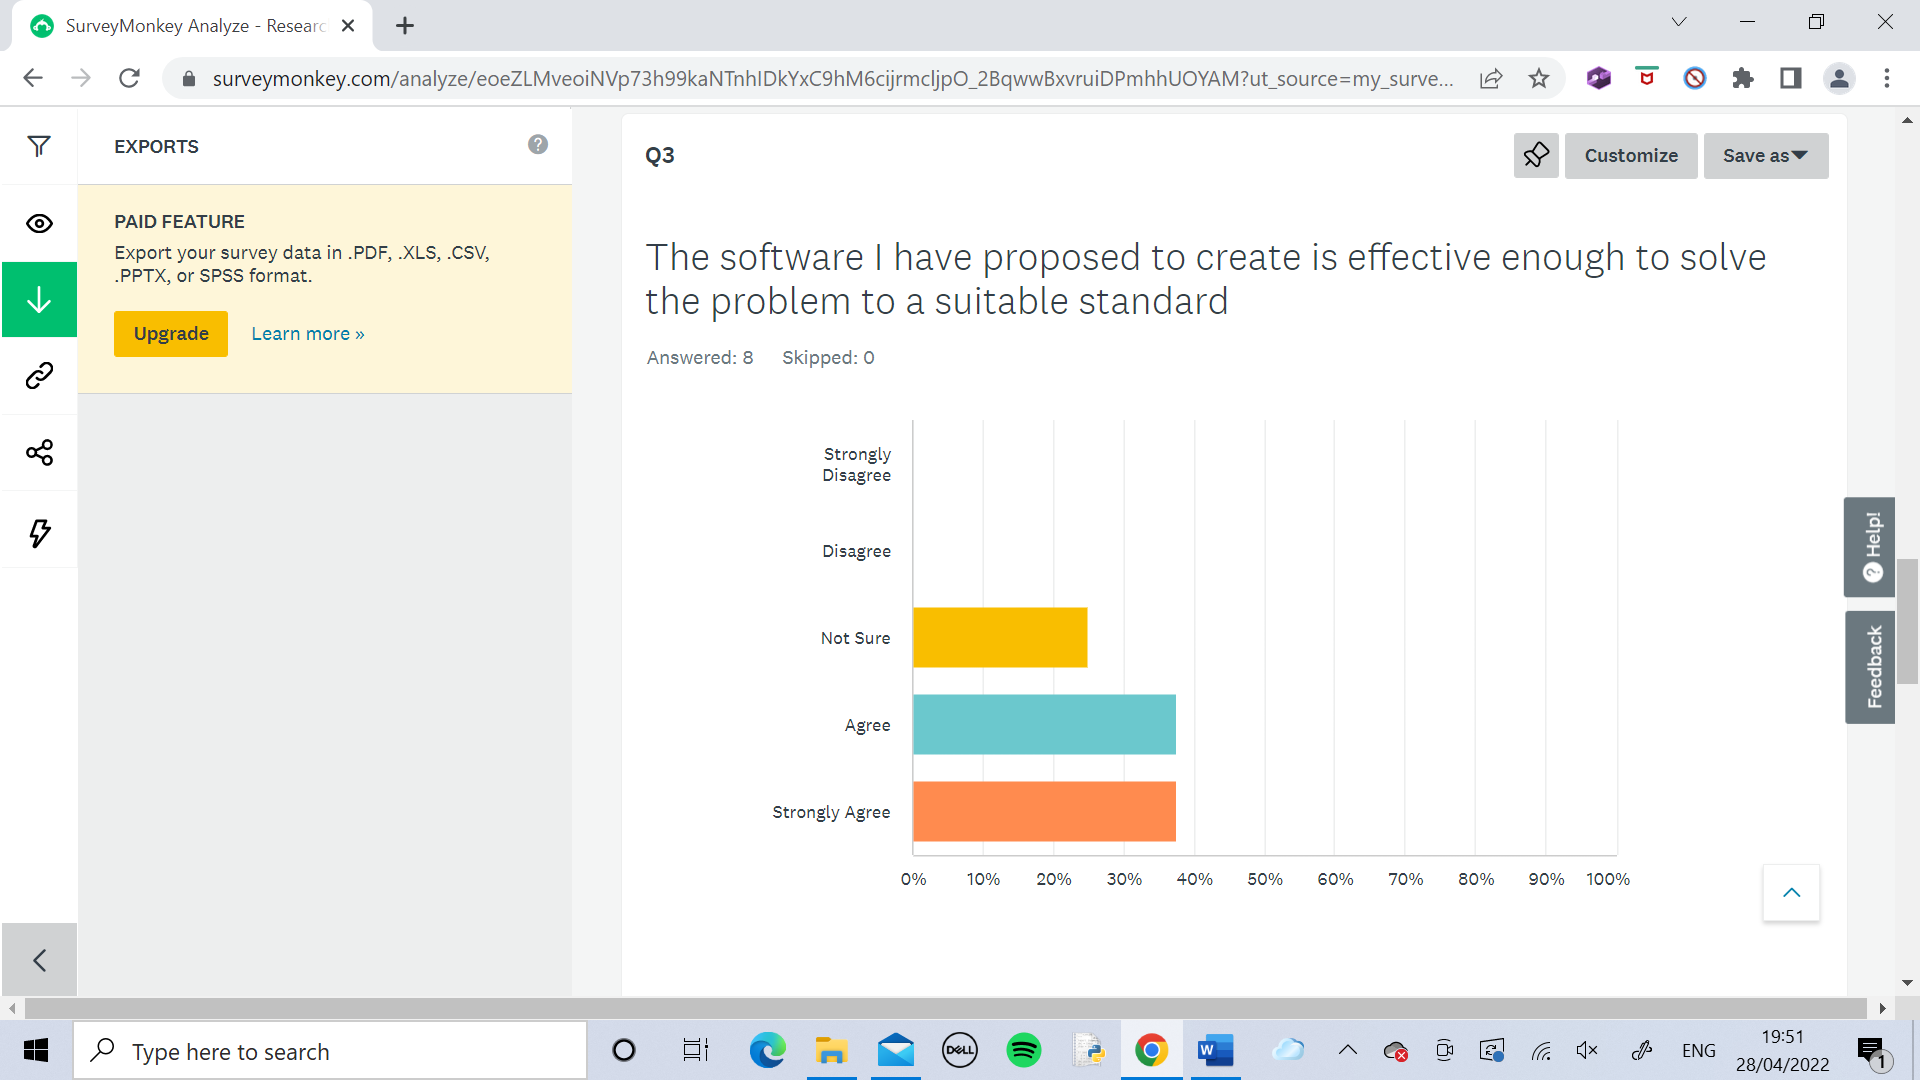 SurveyMonkey Analyze - Researc
surveymonkey.com/analyze/eoeZLMveoiNVp73h99kaNTnhIDkYxC9hM6cijrmcljpO_2BqwwBxvruiDPmhhUOYAM?ut_source=my_surve...
EXPORTS
?
PAID FEATURE
Export your survey data in .PDF, .XLS, .CSV,
.PPTX, or SPSS format.
Upgrade
Learn more »
Q3
Customize
Save as
The software I have proposed to create is effective enough to solve
the problem to a suitable standard
Answered: 8 Skipped: 0
Strongly
Disagree
Disagree
Not Sure
Agree
Strongly Agree
0% 10% 20% 30% 40% 50% 60% 70% 80% 90% 100%
? Help!
Feedback
Type here to search
DELL
W
ENG
19:51
28/04/2022
1